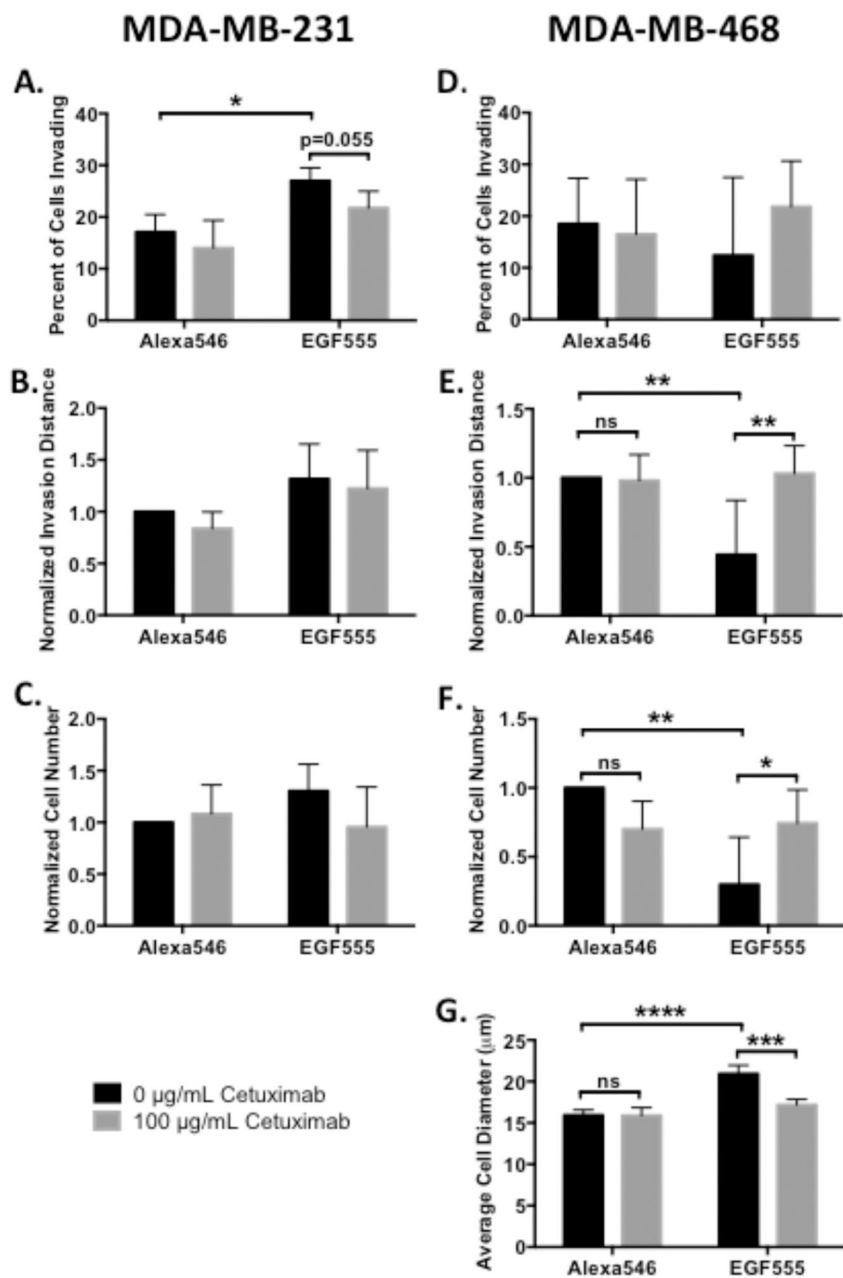 MDA-MB-231
MDA-MB-468
A.
Percent of Cells Invading
40
30
20
10
0
*
p=0.055
Alexa546
EGF555
D.
Percent of Cells Invading
40
30
20
10
0
Alexa546
EGF555
B.
Normalized Invasion Distance
2.0
1.5
1.0
0.5
0.0
Alexa546
EGF555
E.
Normalized Invasion Distance
1.5
1.0
0.5
0.0
**
ns
**
Alexa546
EGF555
C.
Normalized Cell Number
2.0
1.5
1.0
0.5
0.0
Alexa546
EGF555
F.
Normalized Cell Number
1.5
1.0
0.5
0.0
**
ns
*
Alexa546
EGF555
0 µg/mL Cetuximab
100 µg/mL Cetuximab
G.
Average Cell Diameter (µm)
25
20
15
10
5
0
****
ns
***
Alexa546
EGF555